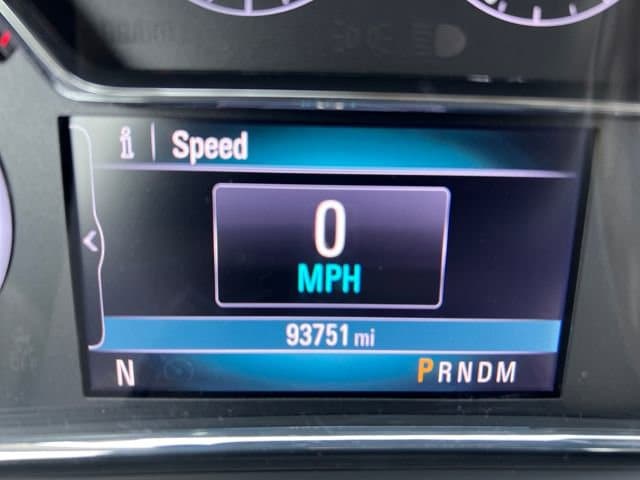 i | Speed
0
MPH
93751 mi
N PRNDM